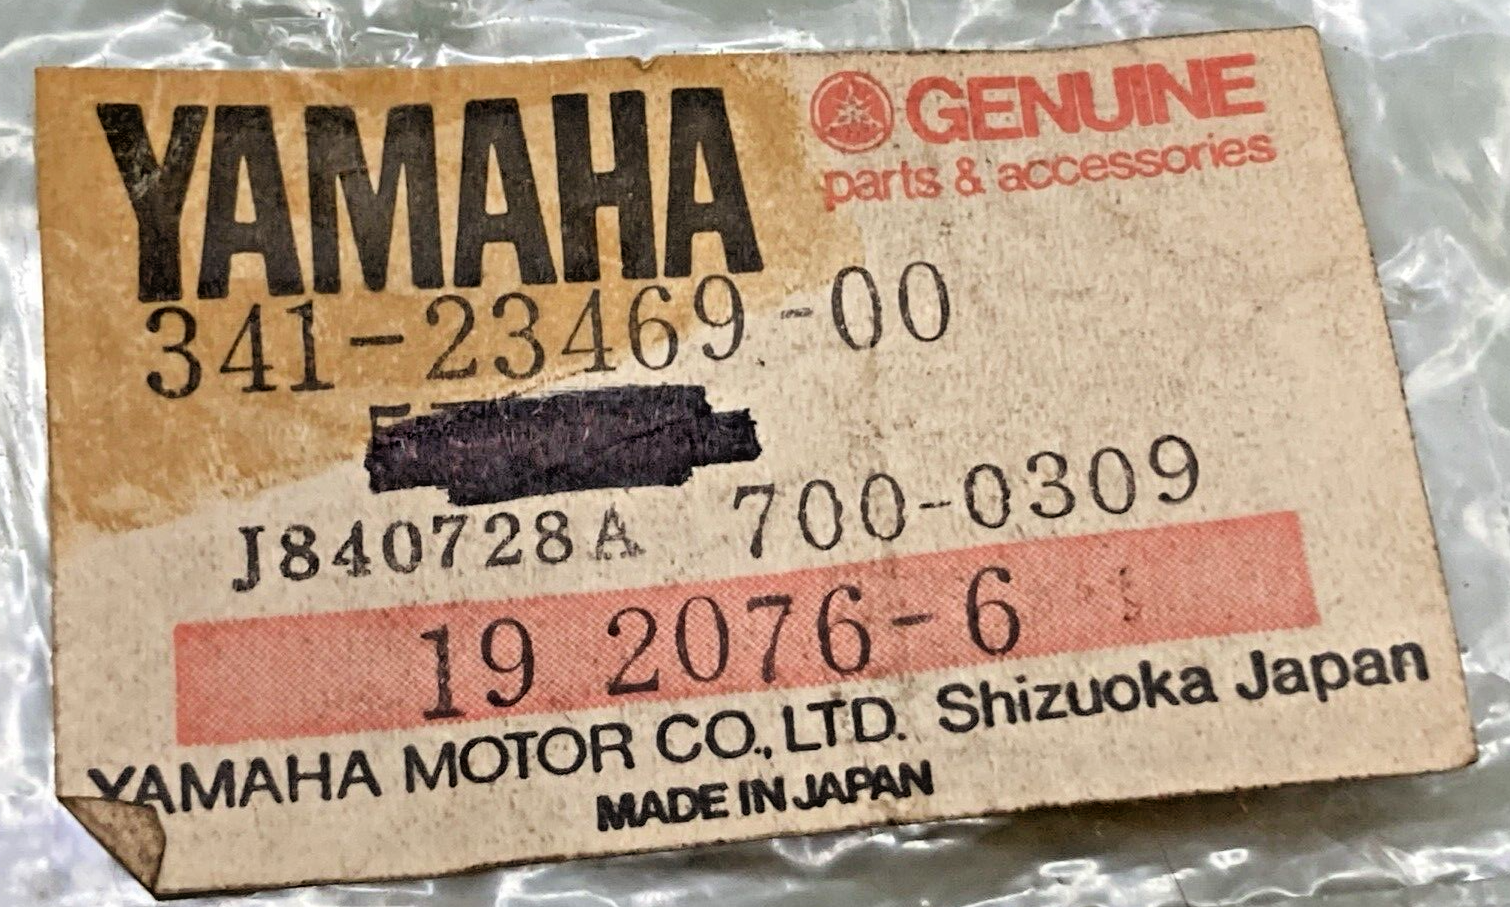 YAMAHA
GENUINE
parts & accessories
341-23469-00
J840728A 700-0309
19 2076-6
YAMAHA MOTOR CO., LTD. Shizuoka Japan
MADE IN JAPAN